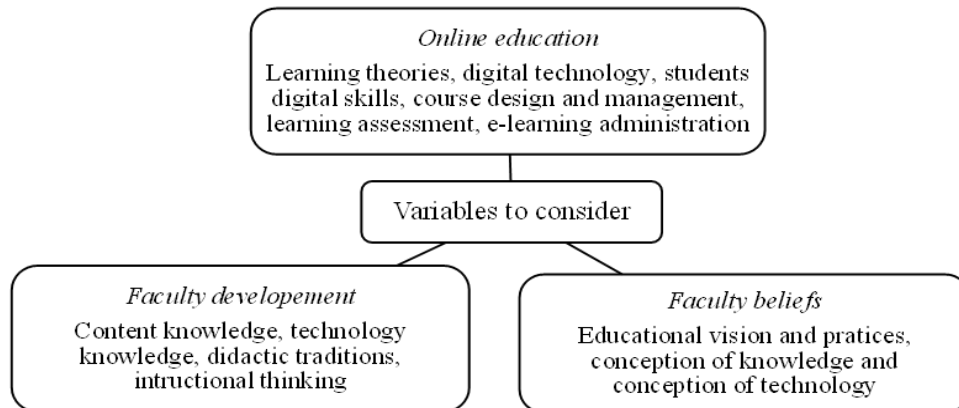 Online education
Learning theories, digital technology, students
digital skills, course design and management,
learning assessment, e-learning administration
Variables to consider
Faculty developement
Content knowledge, technology
knowledge, didactic traditions,
intructional thinking
Faculty beliefs
Educational vision and pratices,
conception of knowledge and
conception of technology